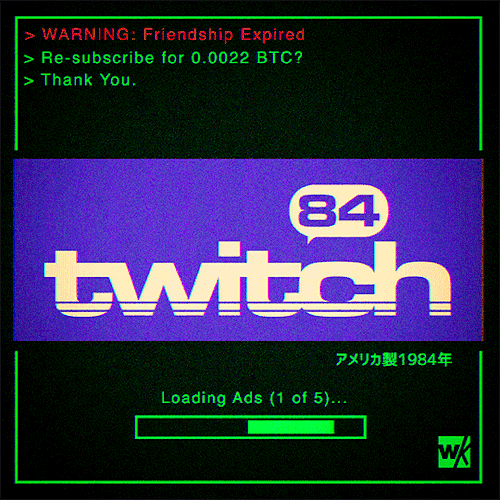 > WARNING: Friendship Expired
> Re-subscribe for 0.0022 BTC?
> Thank You.
84
twitch
アメリカ製1984年
Loading Ads (1 of 5)...
wk